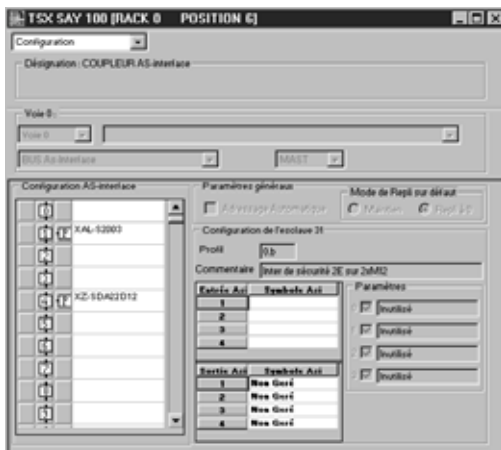 TSX SAY 100 [RACK 0 POSITION 6]
Configuration
Désignation : COUPLEUR AS-interface
Voie 0 :
Voie 0
BUS As-Interface MAST
Configuration AS-interface
XAL-S2003
XZ-SDA22D12
Paramètres généraux
Adressage Automatique
Mode de Repli sur défaut
Maintien Repli à 0
Configuration de l'esclave 31
Profil 0.b
Commentaire Inter de sécurité 2E sur 2xM12
Entrée Asi Symbole Asi
1
2
3
4
Sortie Asi Symbole Asi
1 Non Géré
2 Non Géré
3 Non Géré
4 Non Géré
Paramètres
Inutilisé
Inutilisé
Inutilisé
Inutilisé